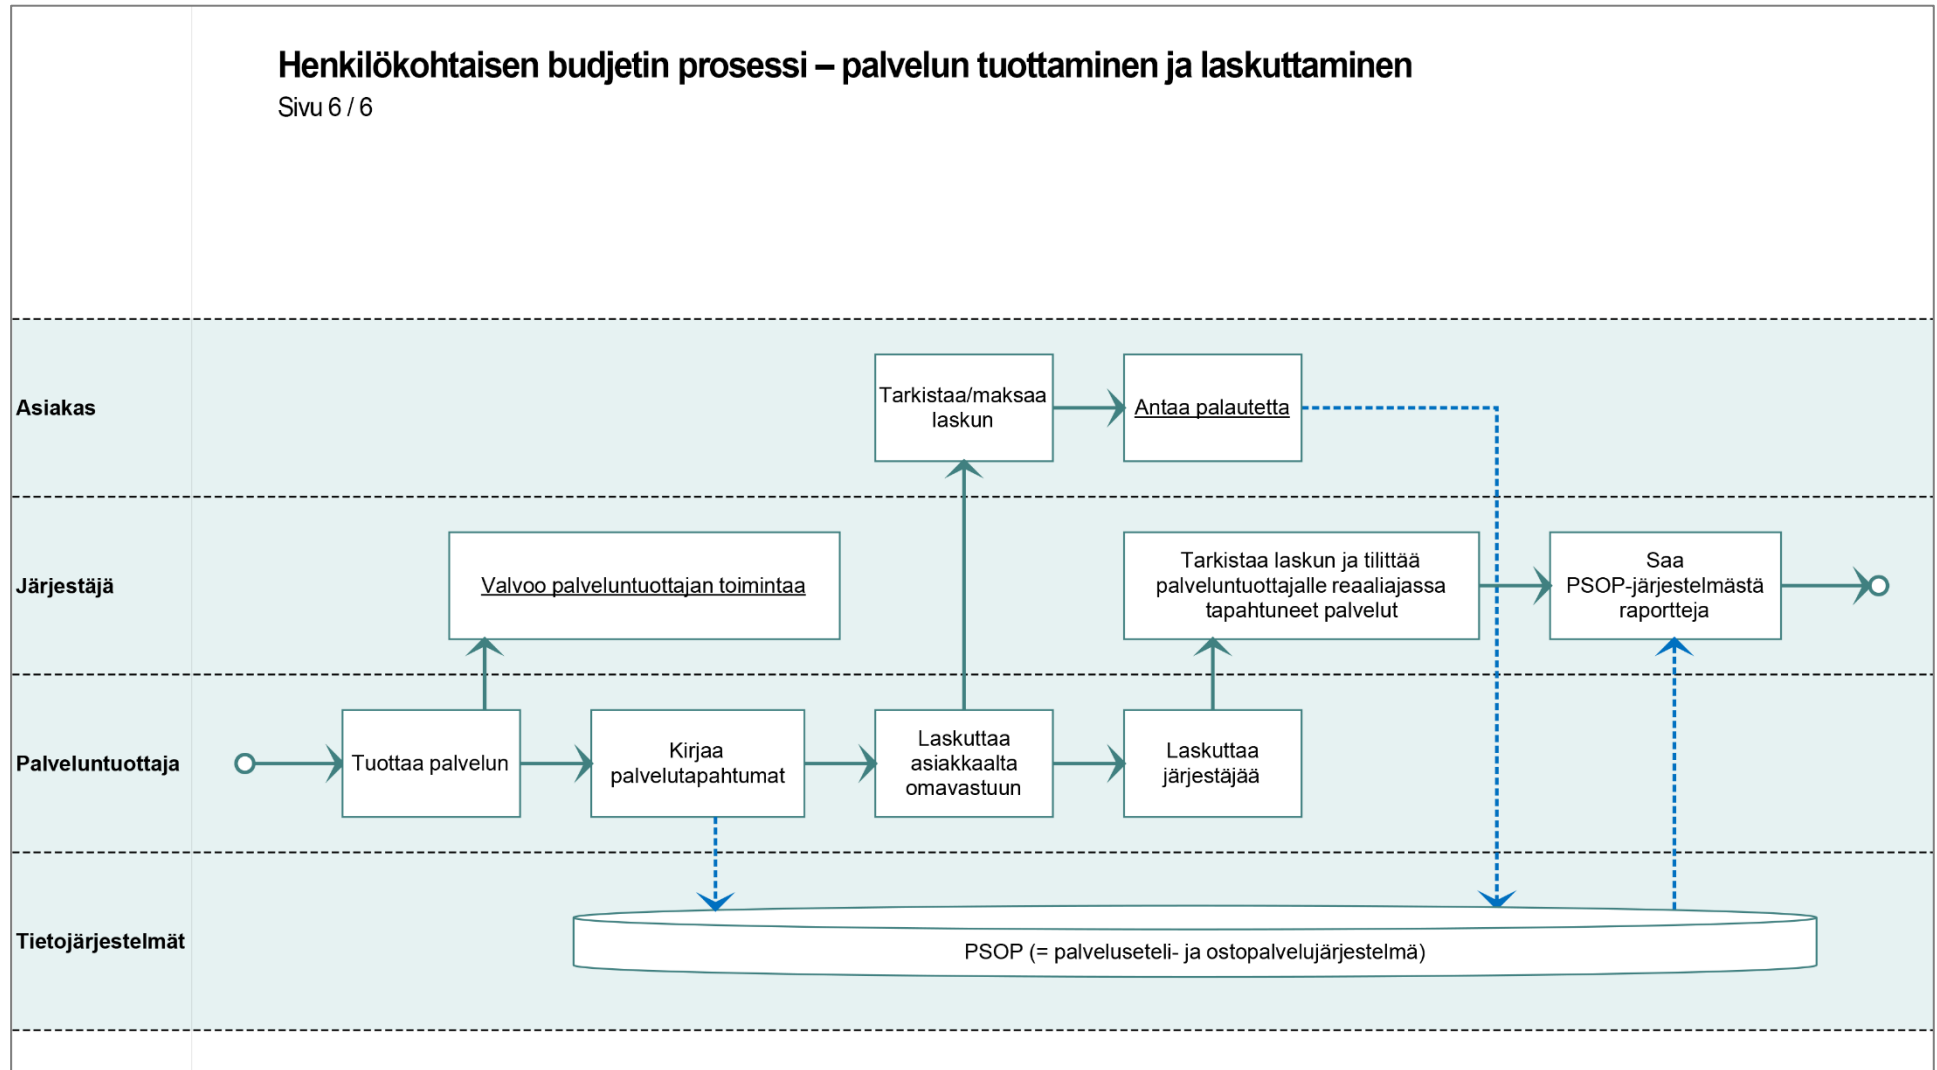 Henkilökohtaisen budjetin prosessi – palvelun tuottaminen ja laskuttaminen
Sivu 6 / 6
Asiakas
Tarkistaa/maksaa
laskun
Antaa palautetta
Järjestäjä
Valvoo palveluntuottajan toimintaa
Tarkistaa laskun ja tilittää
palveluntuottajalle reaaliajassa
tapahtuneet palvelut
Saa
PSOP-järjestelmästä
raportteja
Palveluntuottaja
Tuottaa palvelun
Kirjaa
palvelutapahtumat
Laskuttaa
asiakkaalta
omavastuun
Laskuttaa
järjestäjää
Tietojärjestelmät
PSOP (= palveluseteli- ja ostopalvelujärjestelmä)